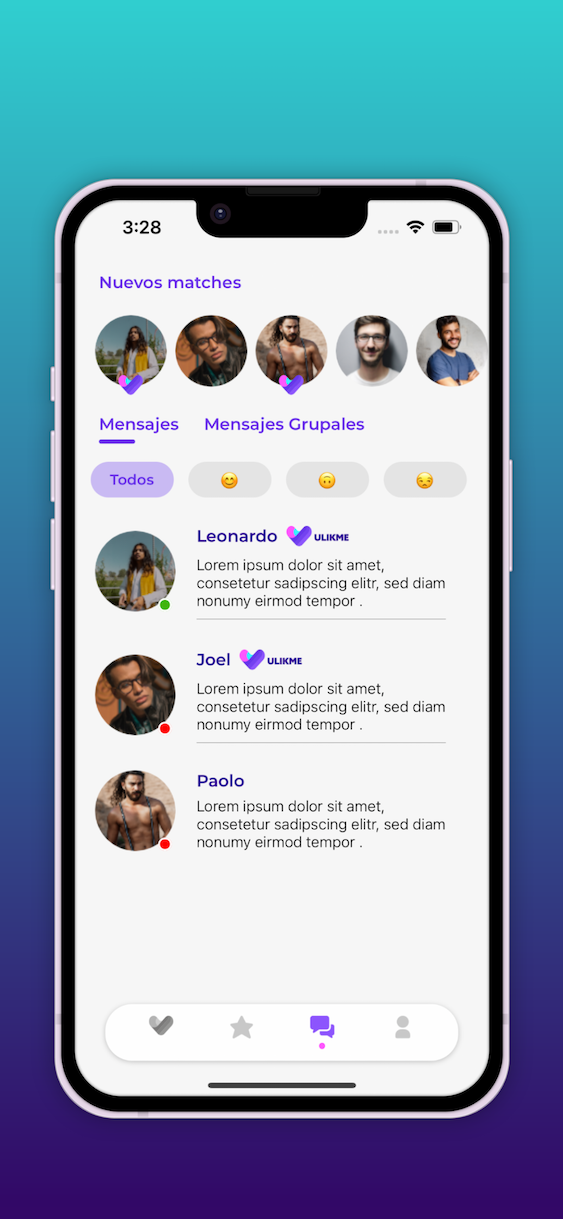 3:28
Nuevos matches
Mensajes Mensajes Grupales
Todos 😊 🙃 😒
Leonardo ULIKME
Lorem ipsum dolor sit amet,
consetetur sadipscing elitr, sed diam
nonumy eirmod tempor .
Joel ULIKME
Lorem ipsum dolor sit amet,
consetetur sadipscing elitr, sed diam
nonumy eirmod tempor .
Paolo
Lorem ipsum dolor sit amet,
consetetur sadipscing elitr, sed diam
nonumy eirmod tempor .